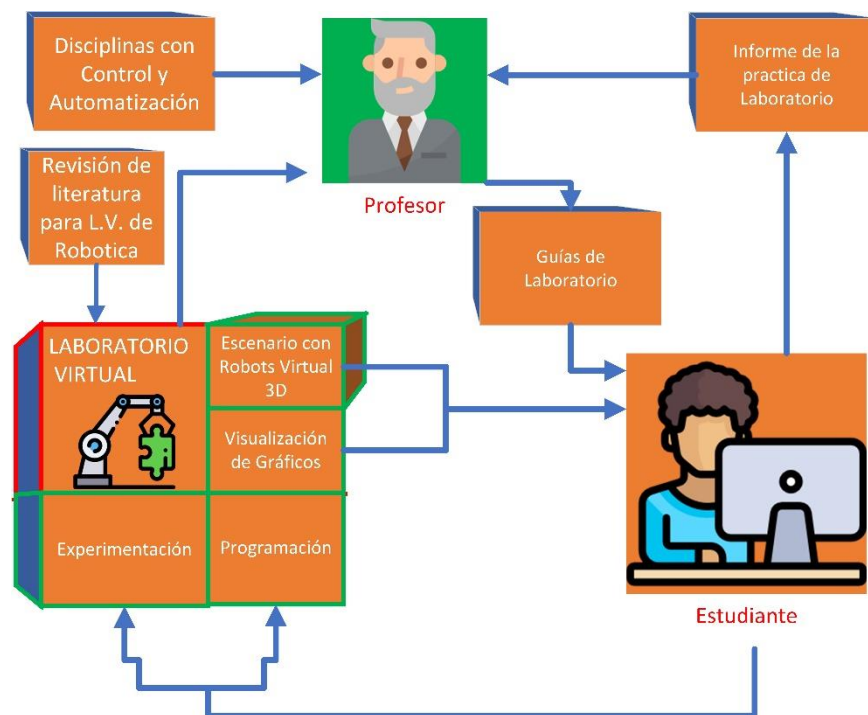 Disciplinas con
Control y
Automatización
Informe de la
practica de
Laboratorio
Revisión de
literatura
para L.V. de
Robotica
Profesor
Guías de
Laboratorio
LABORATORIO
VIRTUAL
Escenario con
Robots Virtual
3D
Visualización
de Gráficos
Experimentación
Programación
Estudiante